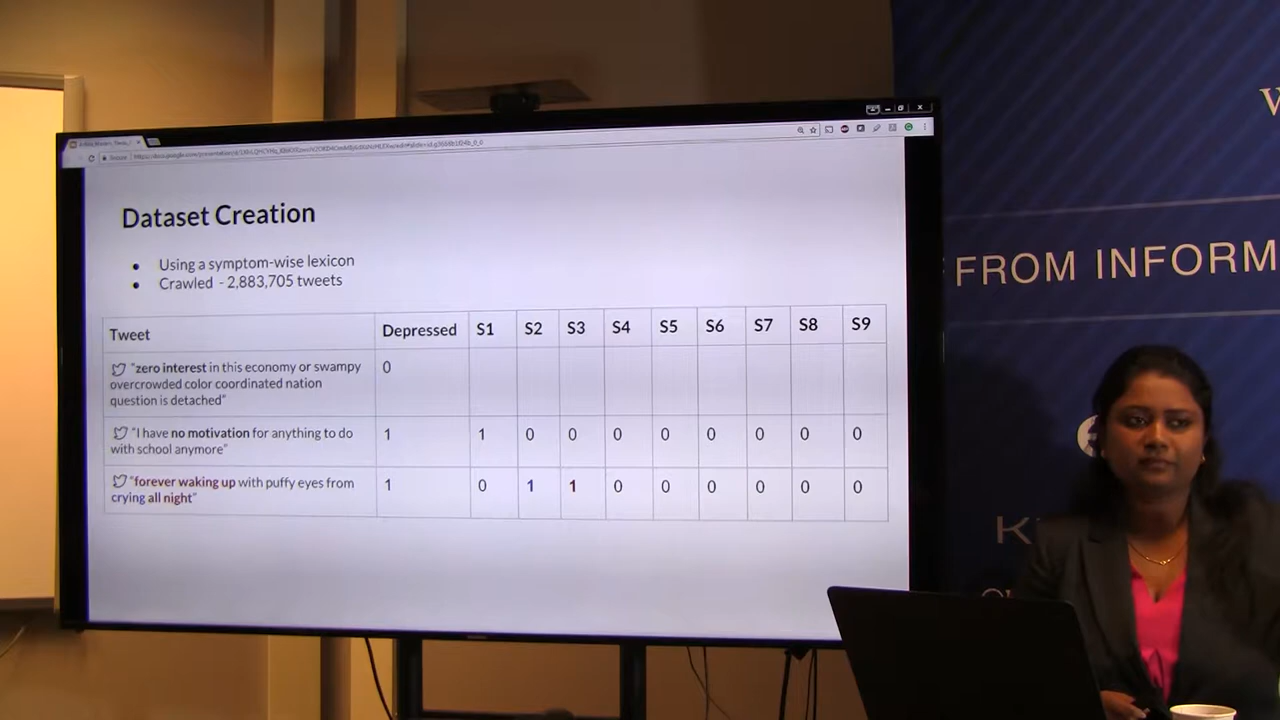 Dataset Creation
• Using a symptom-wise lexicon
• Crawled - 2,883,705 tweets
Tweet Depressed S1 S2 S3 S4 S5 S6 S7 S8 S9
"zero interest in this economy or swampy 0
overcrowded color coordinated nation
question is detached"
"I have no motivation for anything to do 1 1 0 0 0 0 0 0 0 0
with school anymore"
"forever waking up with puffy eyes from 1 0 1 1 0 0 0 0 0 0
crying all night"
W
FROM INFORM
K